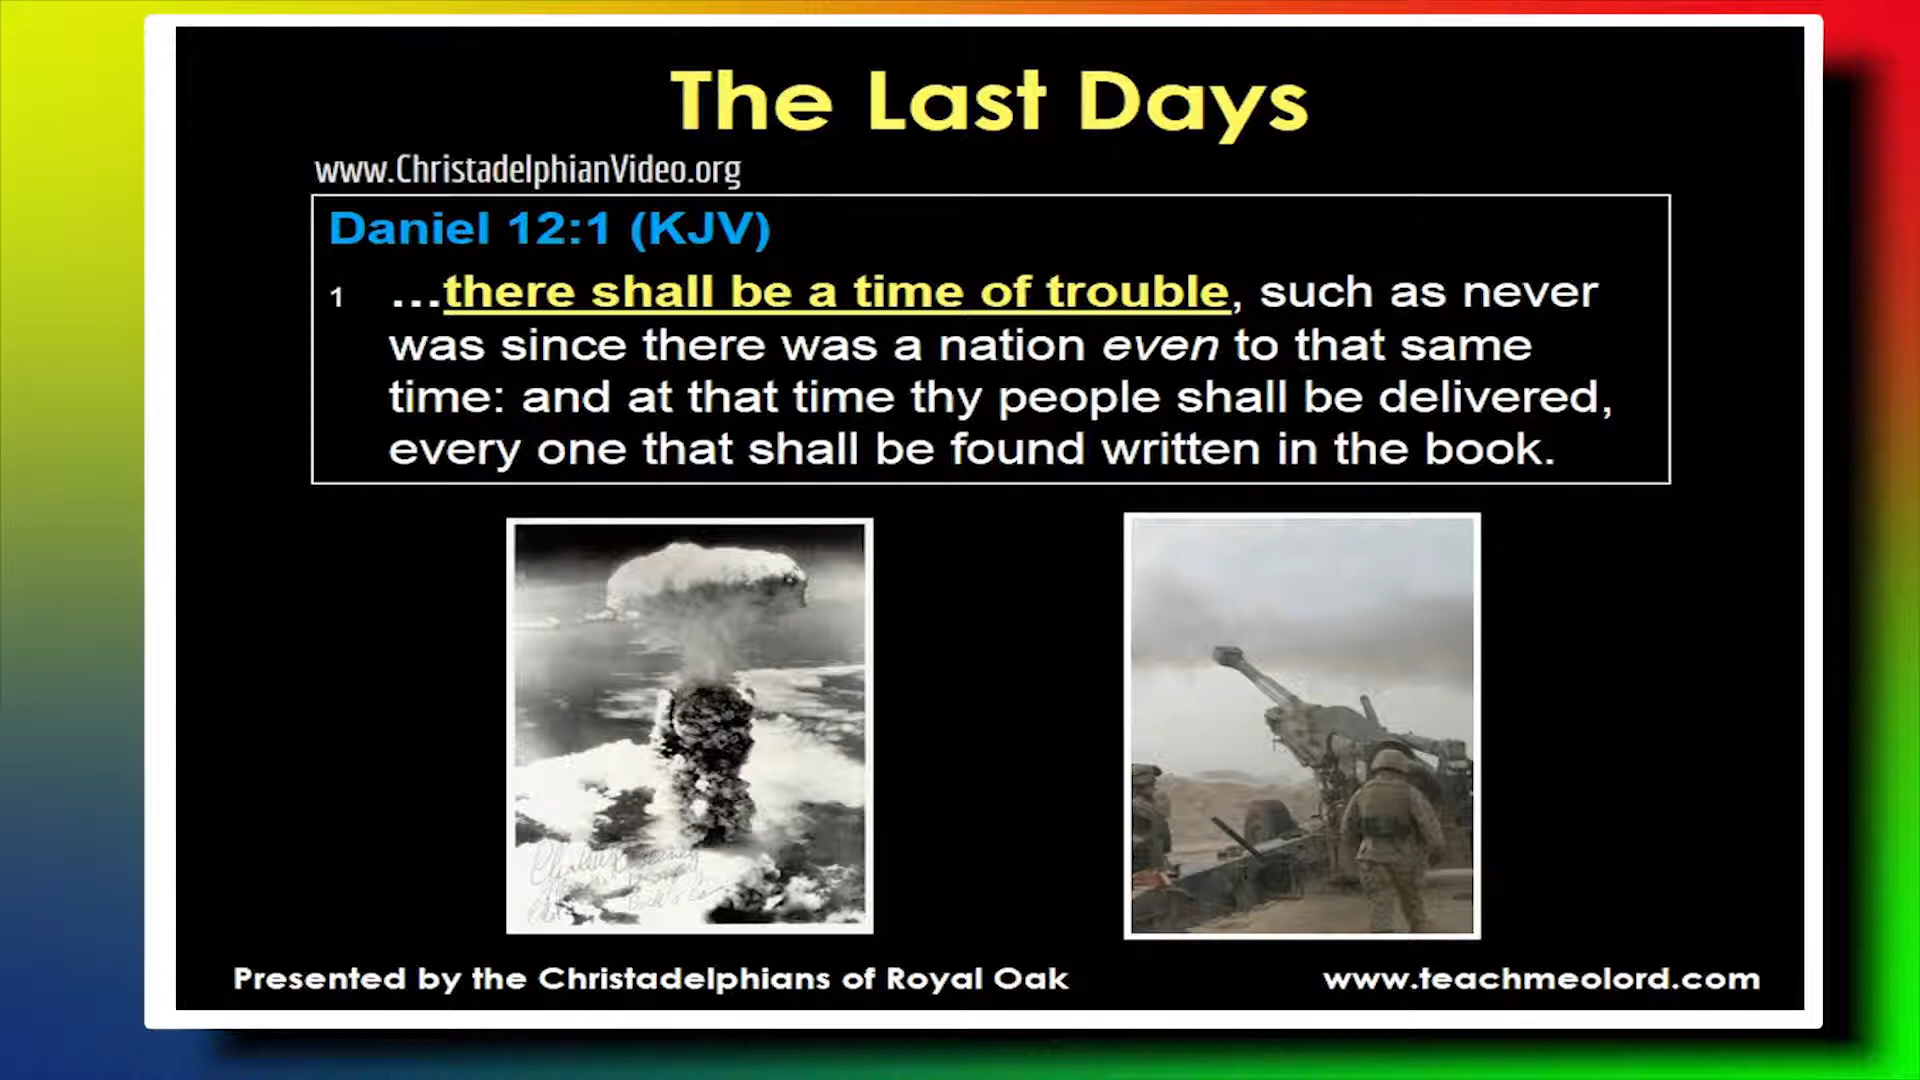 The Last Days
www.ChristadelphianVideo.org
Daniel 12:1 (KJV)
1 ...there shall be a time of trouble, such as never
was since there was a nation even to that same
time: and at that time thy people shall be delivered,
every one that shall be found written in the book.
Presented by the Christadelphians of Royal Oak
www.teachmeolord.com